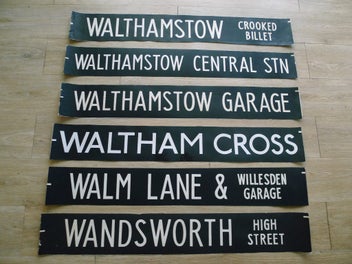 WALTHAMSTOW CROOKED BILLET
WALTHAMSTOW CENTRAL STN
WALTHAMSTOW GARAGE
WALTHAM CROSS
WALM LANE & WILLESDEN GARAGE
WANDSWORTH HIGH STREET